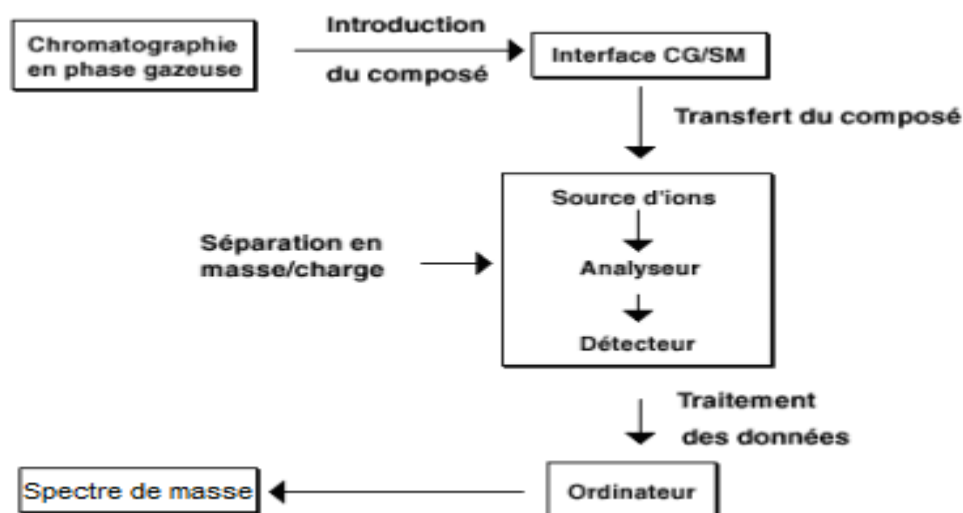 Chromatographie
en phase gazeuse
Introduction
du composé
Interface CG/SM
Transfert du composé
Source d'ions
Séparation en
masse/charge
Analyseur
Détecteur
Traitement
des données
Ordinateur
Spectre de masse